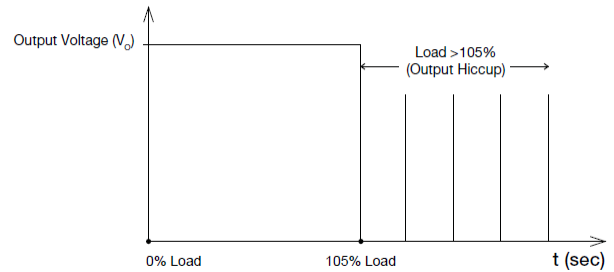 Output Voltage (Vo)
Load >105%
(Output Hiccup)
0% Load
105% Load
t (sec)